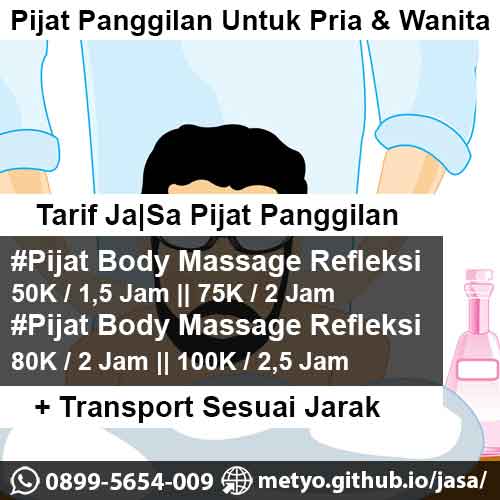 Pijat Panggilan Untuk Pria & Wanita
Tarif Ja|Sa Pijat Panggilan
#Pijat Body Massage Refleksi
50K / 1,5 Jam || 75K / 2 Jam
#Pijat Body Massage Refleksi
80K / 2 Jam || 100K / 2,5 Jam
+ Transport Sesuai Jarak
0899-5654-009 metyo.github.io/jasa/